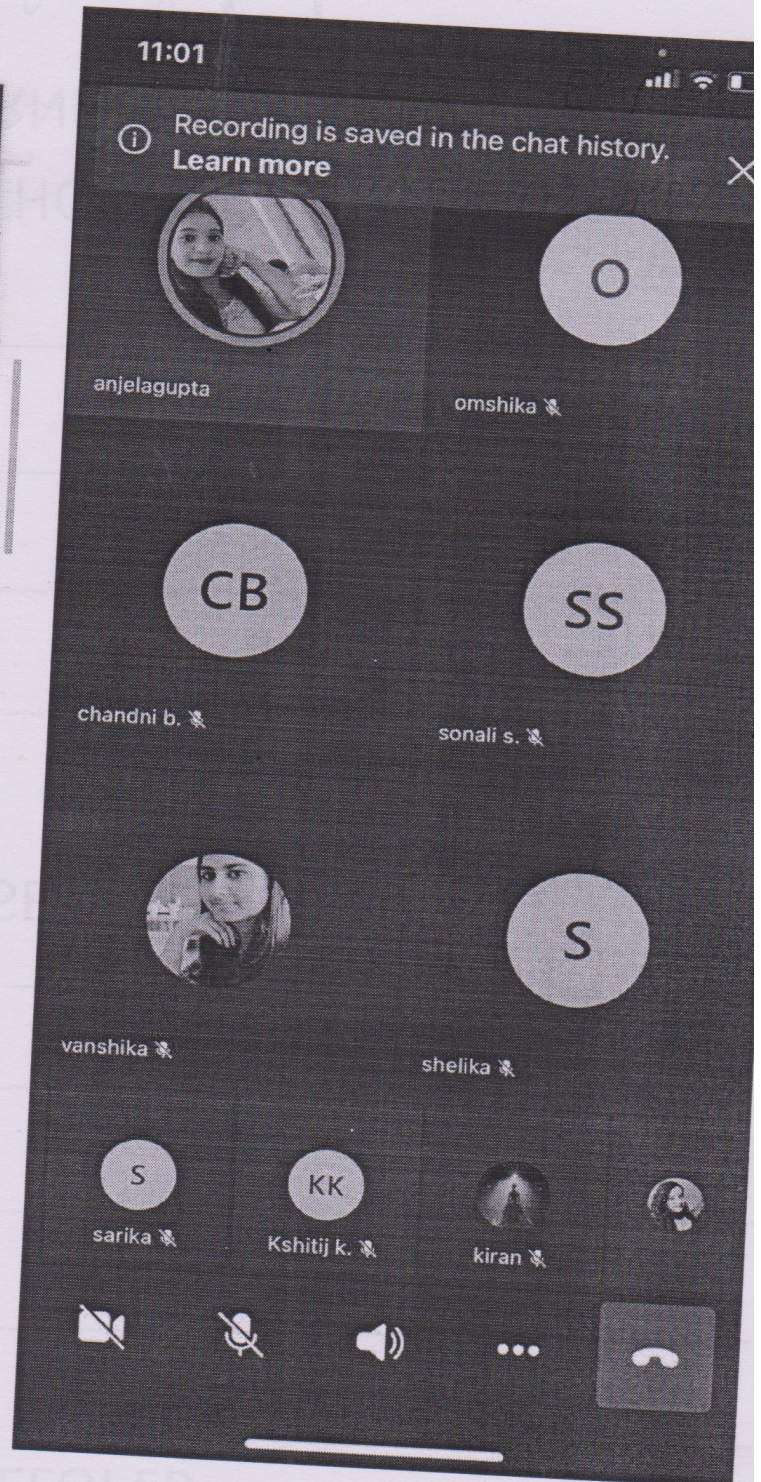 11:01
Recording is saved in the chat history.
Learn more
O
anjelagupta
omshika
CB
SS
chandni b.
sonali s.
S
vanshika
shelika
S
KK
sarika
Kshitij k.
kiran